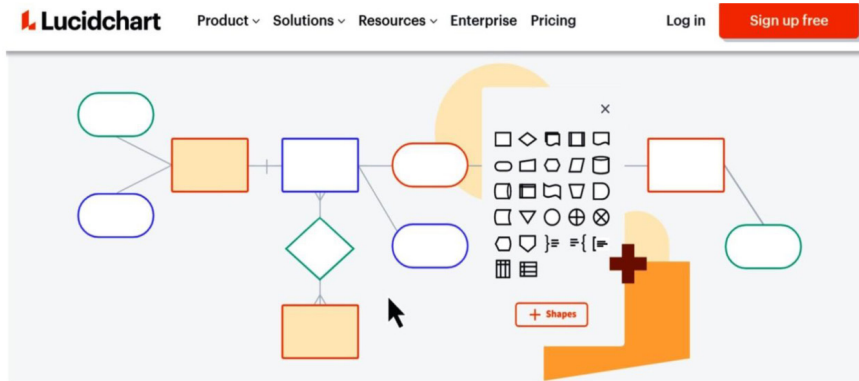 Lucidchart Product Solutions Resources Enterprise Pricing Log in Sign up free
+ Shapes